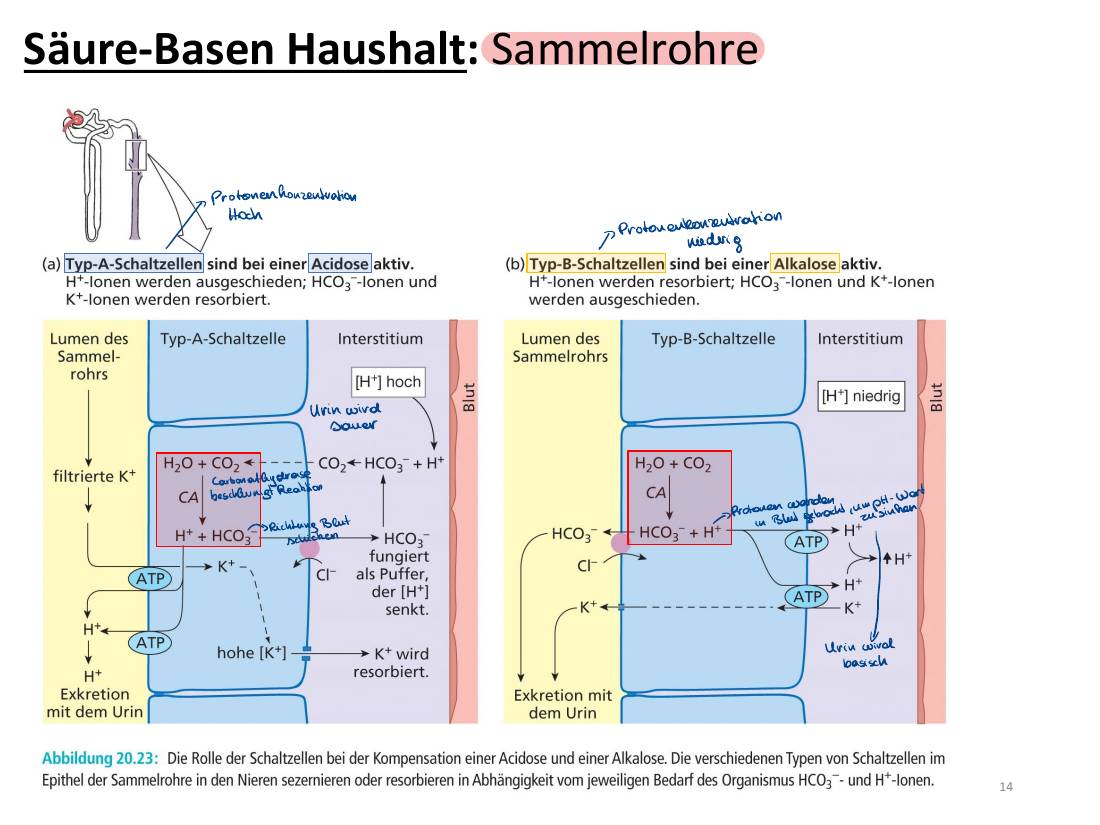 Säure-Basen Haushalt: Sammelrohre
Protonenkonzentration
Hoch
(a) Typ-A-Schaltzellen sind bei einer Acidose aktiv.
H⁺-Ionen werden ausgeschieden; HCO₃⁻-Ionen und
K⁺-Ionen werden resorbiert.
Lumen des
Sammel-
rohrs
Typ-A-Schaltzelle
Interstitium
[H⁺] hoch
Blut
Urin wird
sauer
H₂O + CO₂
CO₂
HCO₃⁻ + H⁺
filtrierte K⁺
CA
Carboanhydrase
beschleunigt Reaktion
H⁺ + HCO₃⁻
Richtung Blut
schicken
HCO₃⁻
fungiert
als Puffer,
der [H⁺]
senkt.
Cl⁻
ATP
K⁺
H⁺
ATP
hohe [K⁺]
K⁺ wird
resorbiert.
H⁺
Exkretion
mit dem Urin
Protonenkonzentration
niedrig
(b) Typ-B-Schaltzellen sind bei einer Alkalose aktiv.
H⁺-Ionen werden resorbiert; HCO₃⁻-Ionen und K⁺-Ionen
werden ausgeschieden.
Lumen des
Sammelrohrs
Typ-B-Schaltzelle
Interstitium
[H⁺] niedrig
Blut
H₂O + CO₂
CA
Protonen werden
in Blut gebracht, um pH-Wert
zu sinken
HCO₃⁻
HCO₃⁻ + H⁺
ATP
H⁺
Cl⁻
H⁺
ATP
H⁺
K⁺
K⁺
Urin wird
basisch
Exkretion mit
dem Urin
Abbildung 20.23: Die Rolle der Schaltzellen bei der Kompensation einer Acidose und einer Alkalose. Die verschiedenen Typen von Schaltzellen im
Epithel der Sammelrohre in den Nieren sezernieren oder resorbieren in Abhängigkeit vom jeweiligen Bedarf des Organismus HCO₃⁻- und H⁺-Ionen.
14